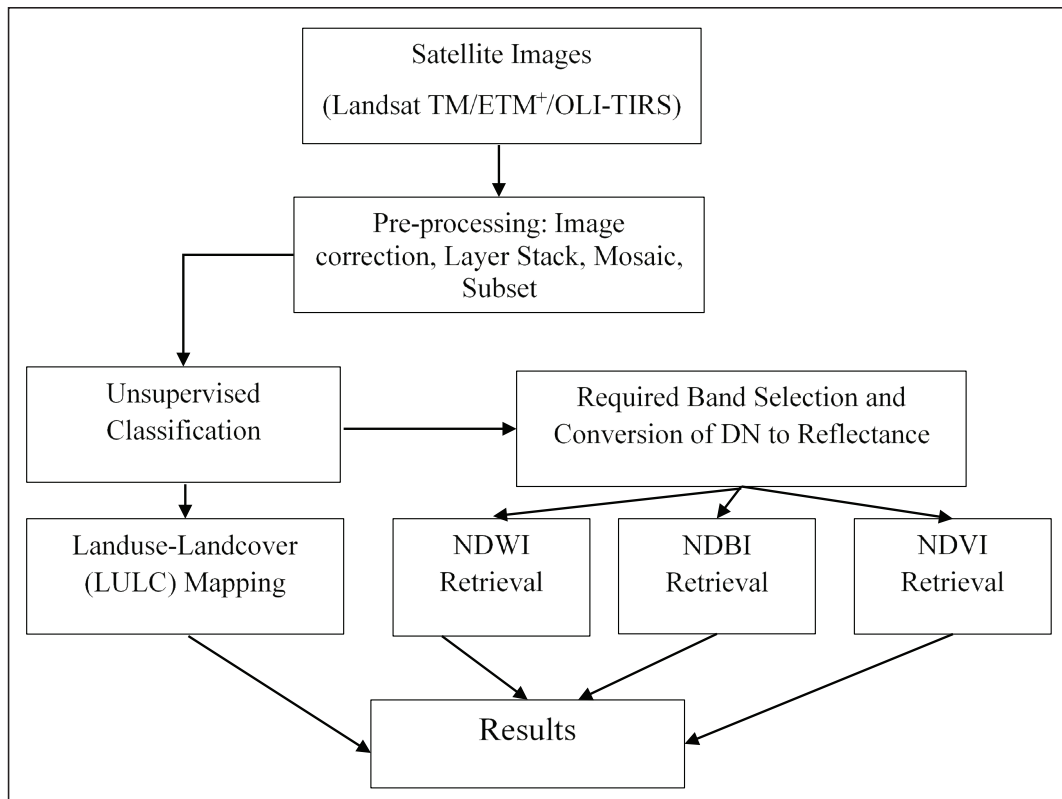 Satellite Images
(Landsat TM/ETM⁺/OLI-TIRS)
Pre-processing: Image
correction, Layer Stack, Mosaic,
Subset
Unsupervised
Classification
Required Band Selection and
Conversion of DN to Reflectance
Landuse-Landcover
(LULC) Mapping
NDWI
Retrieval
NDBI
Retrieval
NDVI
Retrieval
Results